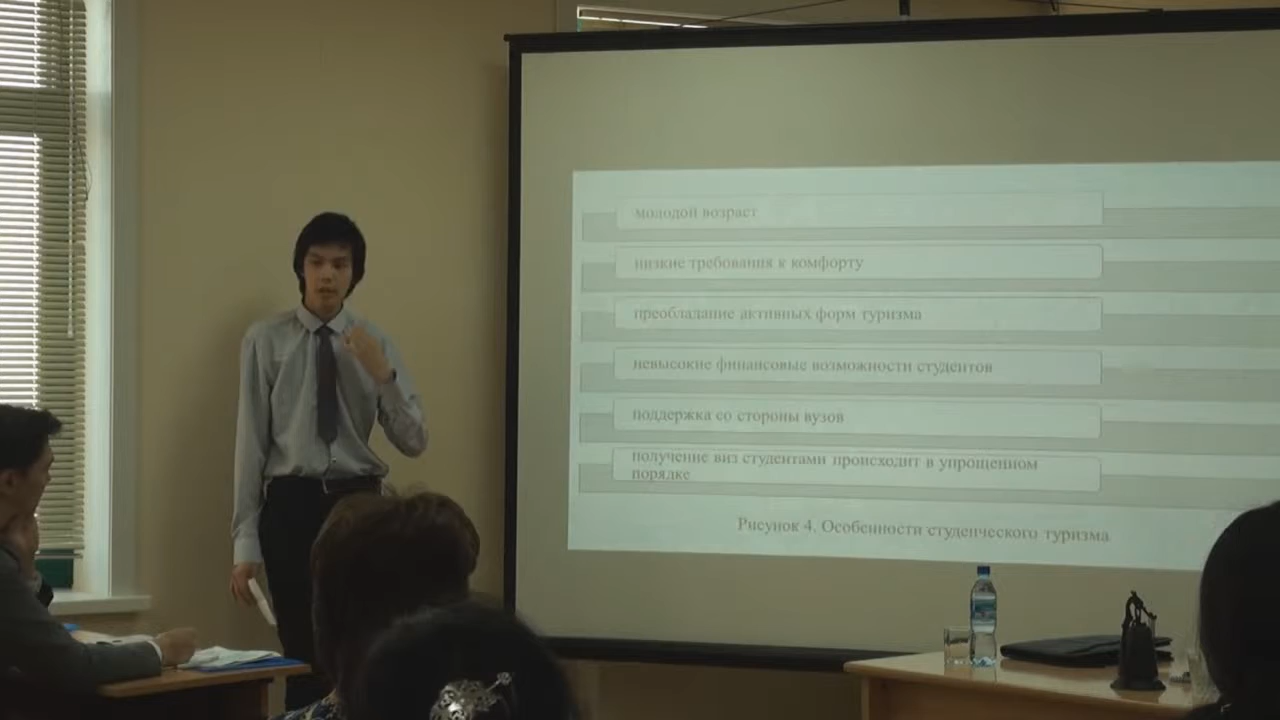 молодой возраст
низкие требования к комфорту
преобладание активных форм туризма
невысокие финансовые возможности студентов
поддержка со стороны вузов
получение виз студентами происходит в упрощенном
порядке
Рисунок 4. Особенности студенческого туризма